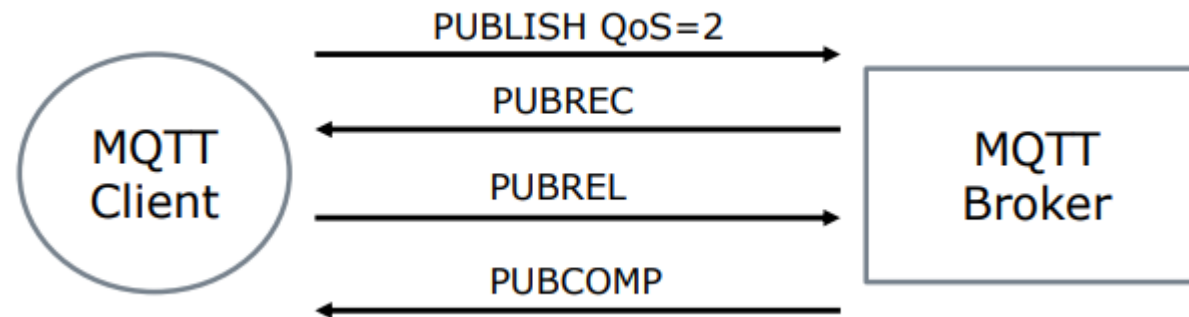 PUBLISH QoS=2
PUBREC
MQTT
Client
MQTT
Broker
PUBREL
PUBCOMP